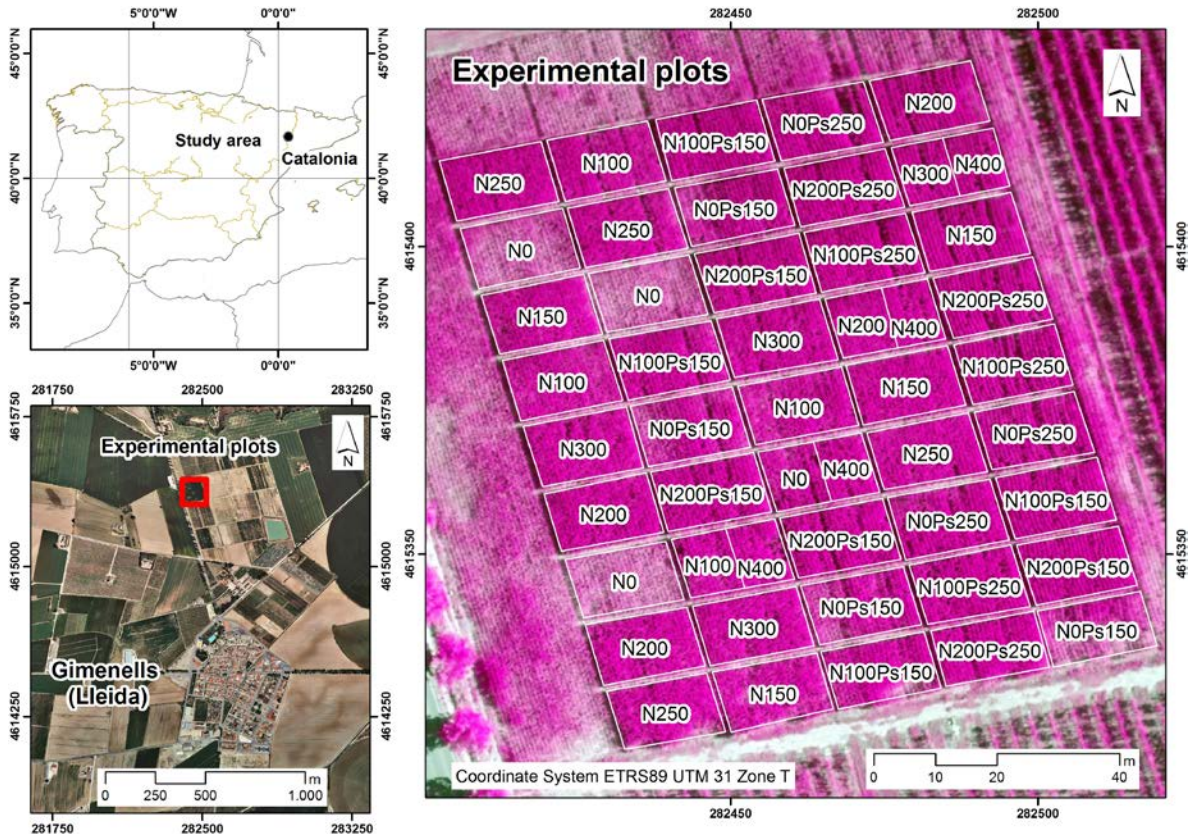 5°0'0"W
0°0'0"
45°0'0"N
45°0'0"N
Study area
Catalonia
40°0'0"N
40°0'0"N
35°0'0"N
35°0'0"N
5°0'0"W
0°0'0"
281750
282500
283250
4615750
4615750
Experimental plots
N
4615000
4615000
Gimenells
(Lleida)
4614250
4614250
m
0 250 500 1.000
281750
282500
283250
282450
282500
Experimental plots
N
N250
N100
N100Ps150
N0Ps250
N200
N0
N250
N0Ps150
N200Ps250
N300
N400
N150
N0
N200Ps150
N100Ps250
N150
N100
N100Ps150
N300
N200
N400
N200Ps250
N300
N0Ps150
N100
N150
N100Ps250
N200
N200Ps150
N0
N400
N250
N0Ps250
N0
N100
N400
N200Ps150
N0Ps250
N100Ps150
N200
N300
N0Ps150
N100Ps250
N200Ps150
N250
N150
N100Ps150
N200Ps250
N0Ps150
4615400
4615400
4615350
4615350
Coordinate System ETRS89 UTM 31 Zone T
m
0 10 20 40
282450
282500